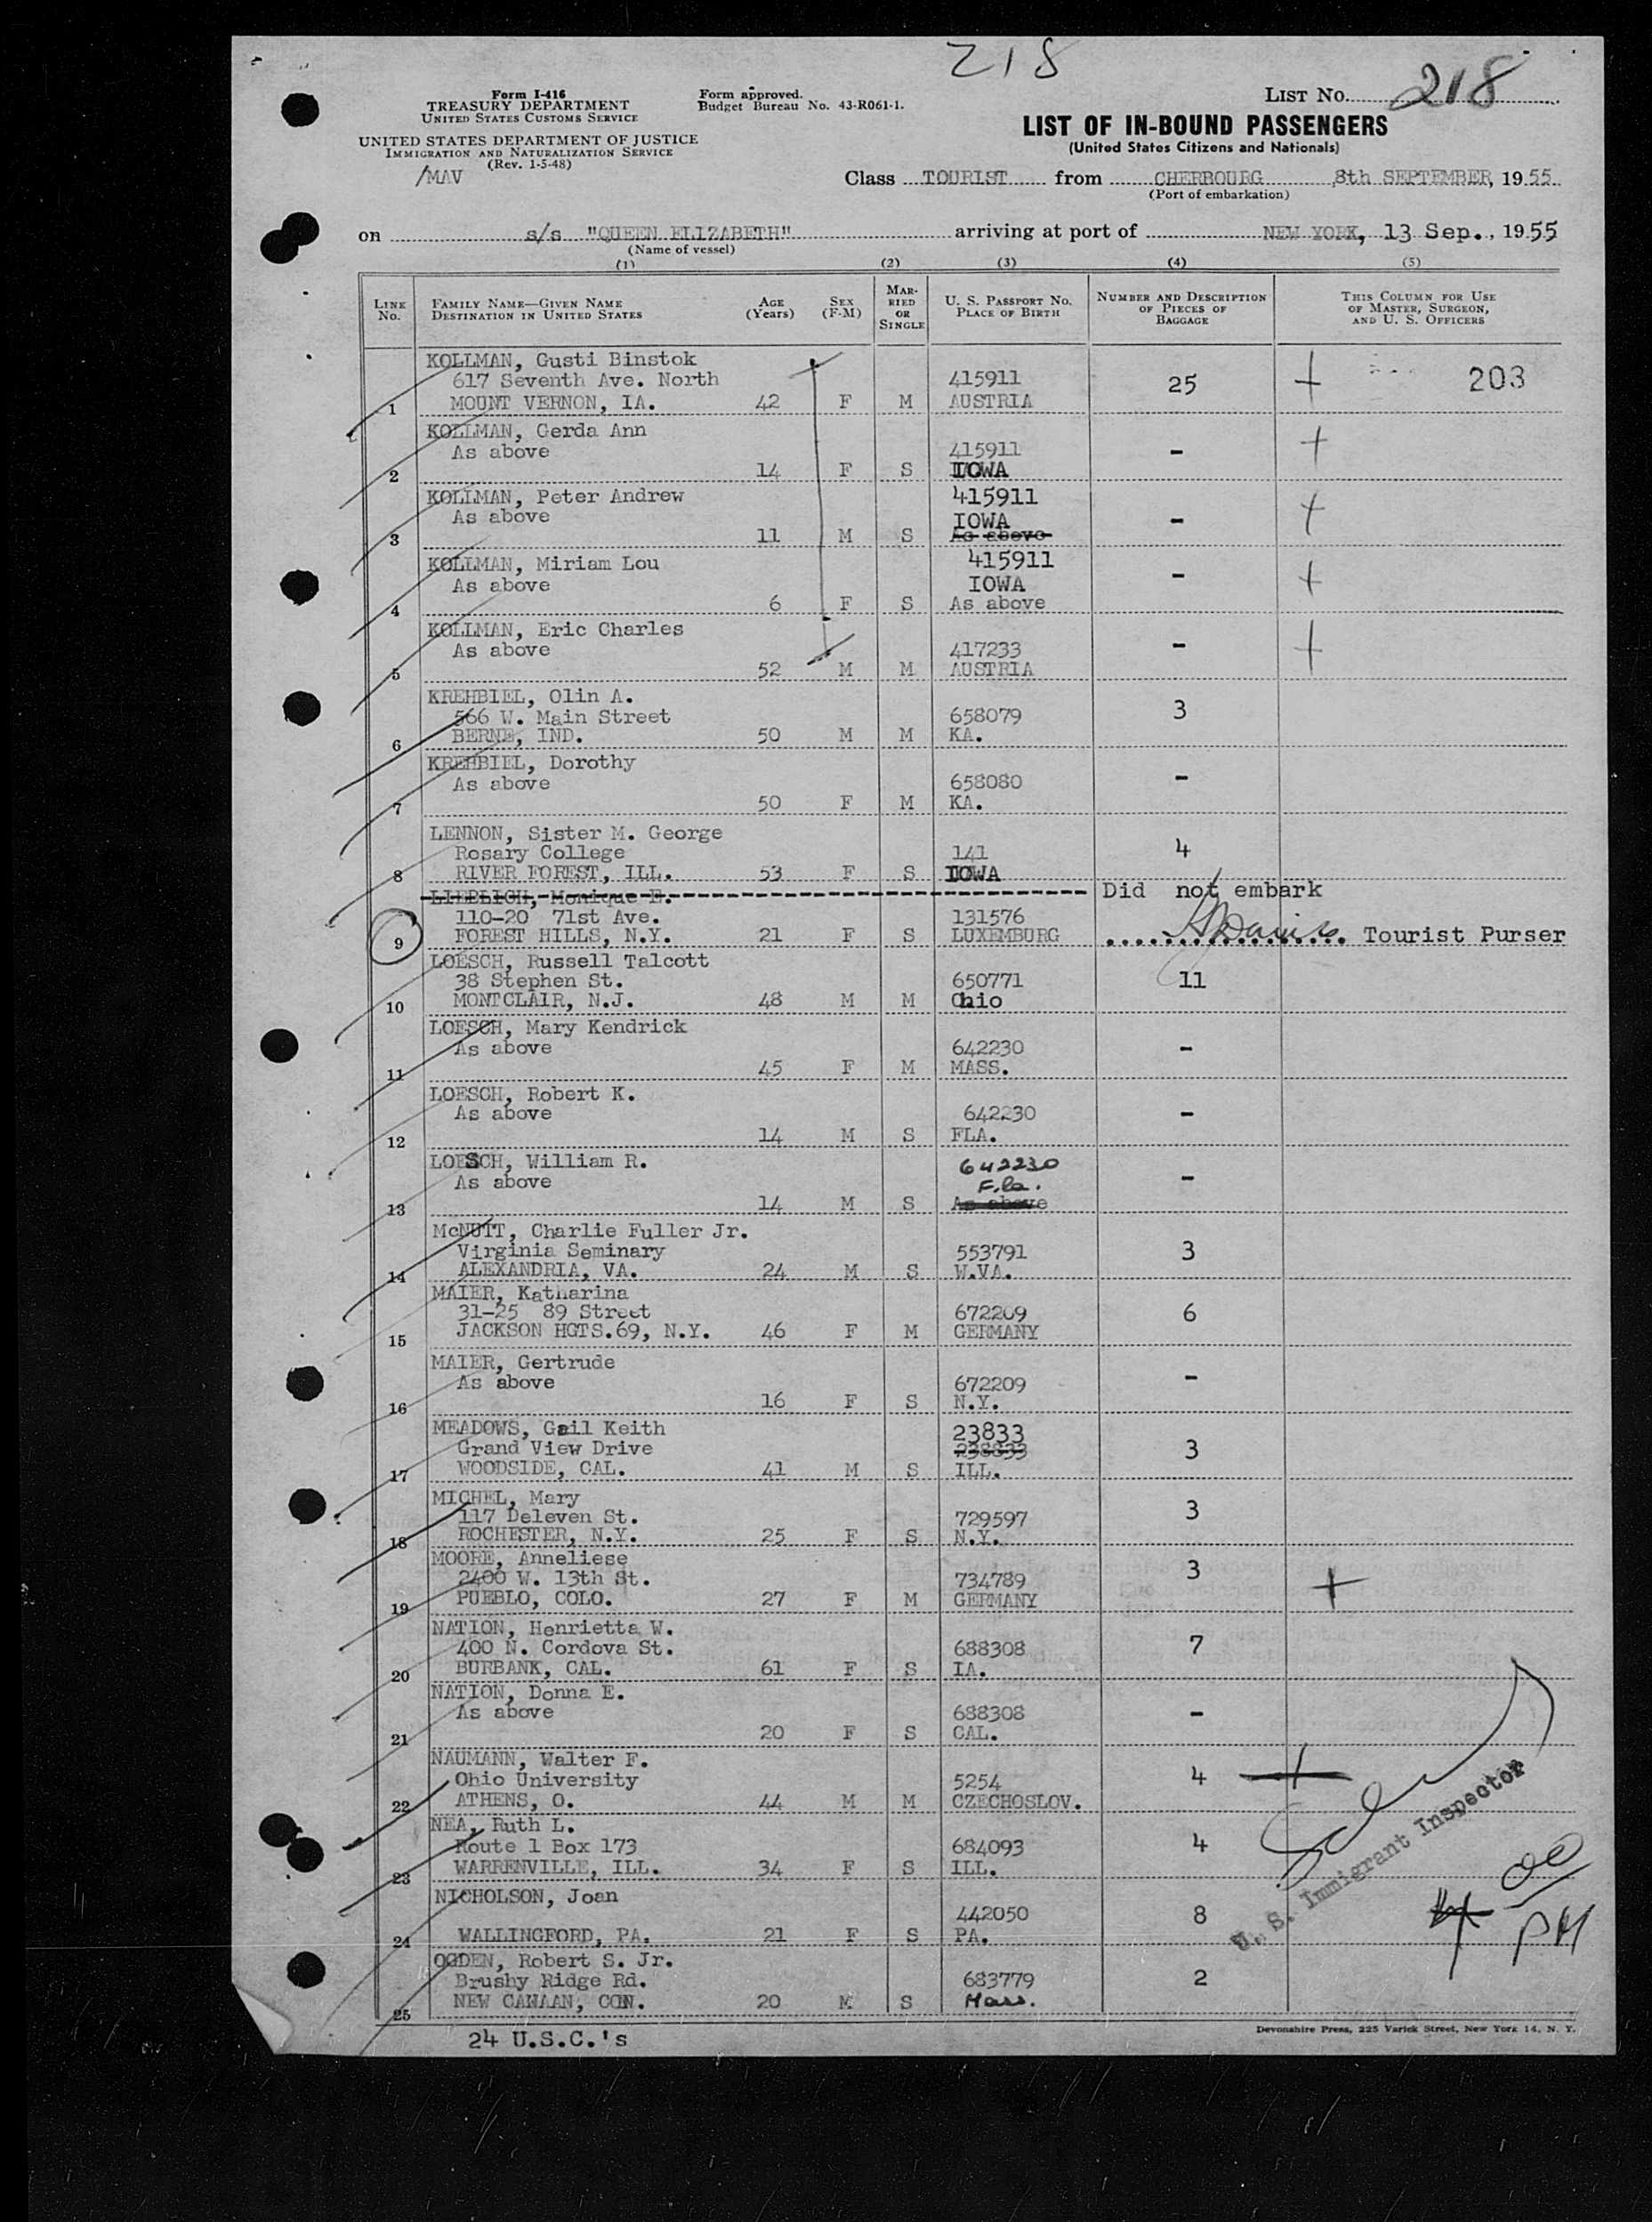 218
Form I-416
TREASURY DEPARTMENT
UNITED STATES CUSTOMS SERVICE
UNITED STATES DEPARTMENT OF JUSTICE
IMMIGRATION AND NATURALIZATION SERVICE
(Rev. 1-5-48)
/MAV
Form approved.
Budget Bureau No. 43-R061-1.
LIST NO. 218
LIST OF IN-BOUND PASSENGERS
(United States Citizens and Nationals)
Class TOURIST from CHERBOURG 8th SEPTEMBER, 1955
(Port of embarkation)
on s/s "QUEEN ELIZABETH" arriving at port of NEW YORK, 13 Sep., 1955
(Name of vessel)
(1) (2) (3) (4) (5)
LINE NO. FAMILY NAME—GIVEN NAME DESTINATION IN UNITED STATES AGE (Years) SEX (F-M) MARRIED OR SINGLE U. S. PASSPORT NO. PLACE OF BIRTH NUMBER AND DESCRIPTION OF PIECES OF BAGGAGE THIS COLUMN FOR USE OF MASTER, SURGEON, AND U. S. OFFICERS
KOLLMAN, Gusti Binstok
617 Seventh Ave. North 415911 25 + 203
1 MOUNT VERNON, IA. 42 F M AUSTRIA
KOLLMAN, Gerda Ann
As above 415911 - +
2 14 F S IOWA
KOLLMAN, Peter Andrew 415911
As above IOWA - +
3 11 M S As above
KOLLMAN, Miriam Lou 415911
As above IOWA - +
4 6 F S As above
KOLLMAN, Eric Charles
As above 417233 - +
5 52 M M AUSTRIA
KREHBIEL, Olin A.
566 W. Main Street 658079 3
6 BERNE, IND. 50 M M KA.
KREHBIEL, Dorothy
As above 658080 -
7 50 F M KA.
LENNON, Sister M. George
Rosary College 141 4
8 RIVER FOREST, ILL. 53 F S IOWA
LIEBLICH, Monique E. Did not embark
110-20 71st Ave. 131576
9 FOREST HILLS, N.Y. 21 F S LUXEMBURG Tourist Purser
LOESCH, Russell Talcott
38 Stephen St. 650771 11
10 MONTCLAIR, N.J. 48 M M Ohio
LOESCH, Mary Kendrick
As above 642230 -
11 45 F M MASS.
LOESCH, Robert K.
As above 642230 -
12 14 M S FLA.
LOESCH, William R. 642230
As above Fla. -
13 14 M S As above
McNUTT, Charlie Fuller Jr.
Virginia Seminary 553791 3
14 ALEXANDRIA, VA. 24 M S W.VA.
MAIER, Katharina
31-25 89 Street 672209 6
15 JACKSON HGTS.69, N.Y. 46 F M GERMANY
MAIER, Gertrude
As above 672209 -
16 16 F S N.Y.
MEADOWS, Gail Keith 23833
Grand View Drive 238833 3
17 WOODSIDE, CAL. 41 M S ILL.
MICHEL, Mary
117 Deleven St. 729597 3
18 ROCHESTER, N.Y. 25 F S N.Y.
MOORE, Anneliese
2400 W. 13th St. 734789 3 +
19 PUEBLO, COLO. 27 F M GERMANY
NATION, Henrietta W.
400 N. Cordova St. 688308 7
20 BURBANK, CAL. 61 F S IA.
NATION, Donna E.
As above 688308 -
21 20 F S CAL.
NAUMANN, Walter F.
Ohio University 5254 4 +
22 ATHENS, O. 44 M M CZECHOSLOV.
NEA, Ruth L.
Route 1 Box 173 684093 4
23 WARRENVILLE, ILL. 34 F S ILL.
NICHOLSON, Joan
442050 8
24 WALLINGFORD, PA. 21 F S PA.
OGDEN, Robert S. Jr.
Brushy Ridge Rd. 683779 2
25 NEW CANAAN, CON. 20 M S Mass.
U. S. Immigrant Inspector
4 00 PM
24 U.S.C.'s
Devonshire Press, 225 Varick Street, New York 14, N. Y.